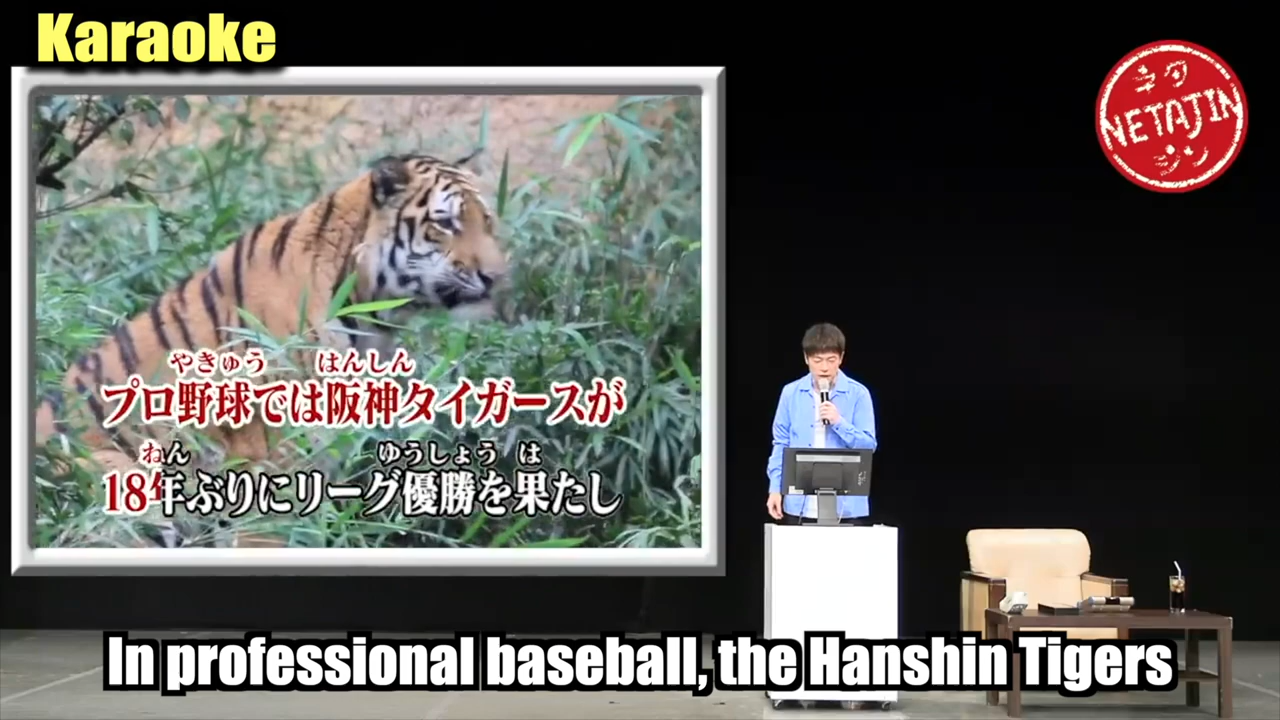 Karaoke
ネタ
NETAJIN
ジン
やきゅう はんしん
プロ野球では阪神タイガースが
ねん ゆうしょう は
18年ぶりにリーグ優勝を果たし
In professional baseball, the Hanshin Tigers